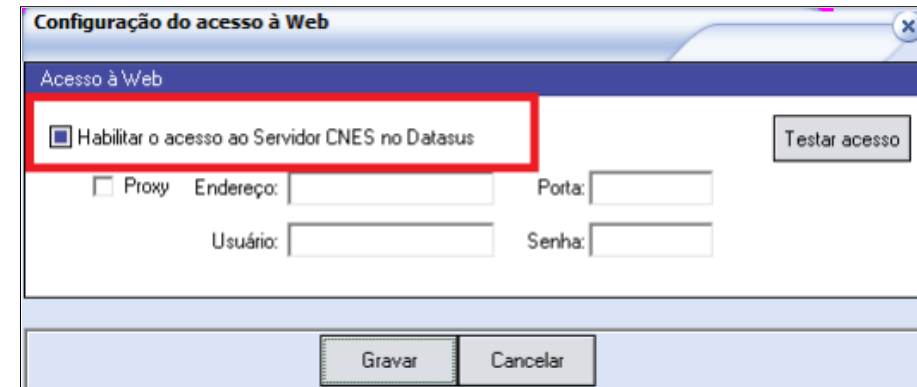 Configuração do acesso à Web
Acesso à Web
Habilitar o acesso ao Servidor CNES no Datasus
Testar acesso
Proxy Endereço: Porta:
Usuário: Senha:
Gravar Cancelar